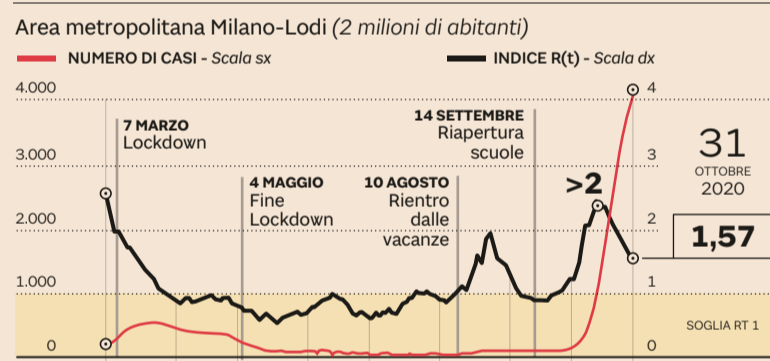 Area metropolitana Milano-Lodi (2 milioni di abitanti)
NUMERO DI CASI - Scala sx
INDICE R(t) - Scala dx
4.000
3.000
2.000
1.000
0
7 MARZO
Lockdown
4 MAGGIO
Fine
Lockdown
10 AGOSTO
Rientro
dalle
vacanze
14 SETTEMBRE
Riapertura
scuole
>2
4
3
2
1
0
31
OTTOBRE
2020
1,57
SOGLIA RT 1